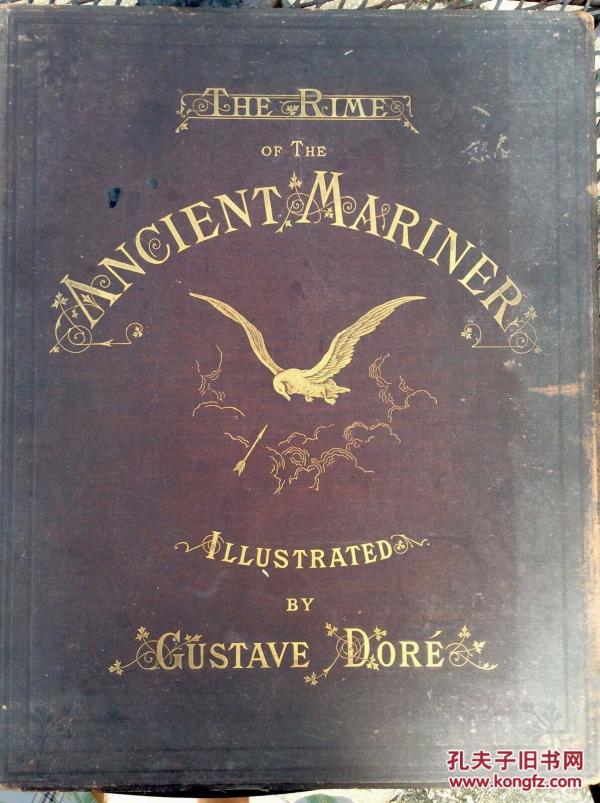 THE RIME
OF THE
ANCIENT MARINER
ILLUSTRATED
BY
GUSTAVE DORÉ
孔夫子旧书网
www.kongfz.com